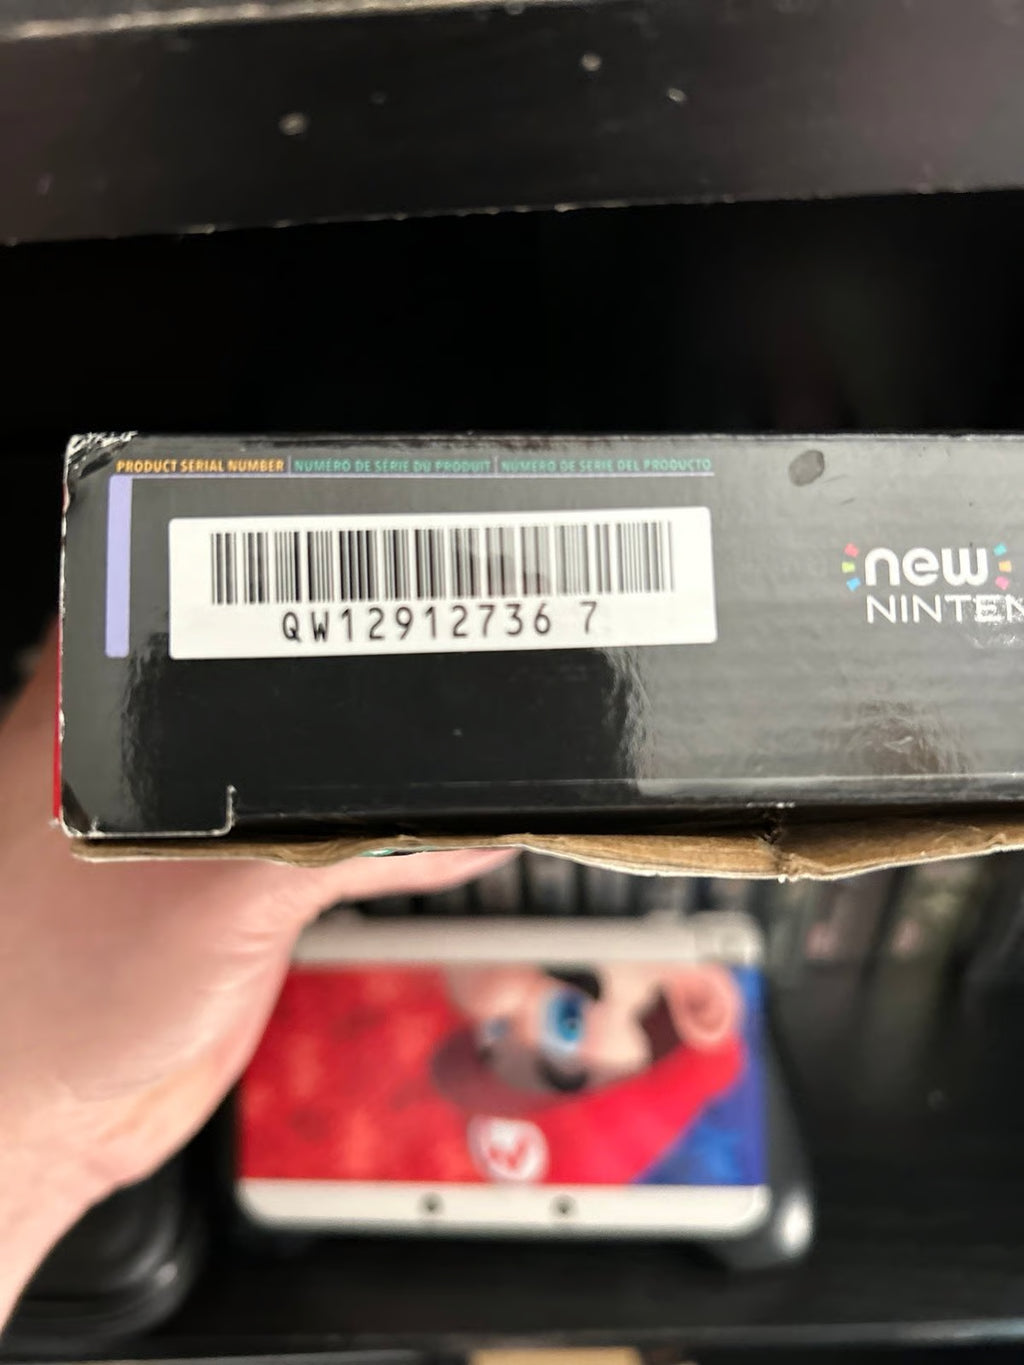 PRODUCT SERIAL NUMBER | NUMÉRO DE SÉRIE DU PRODUIT | NÚMERO DE SERIE DEL PRODUCTO
QW12912736 7
new
NINTEN